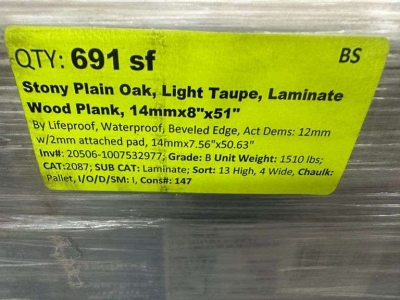 QTY: 691 sf BS
Stony Plain Oak, Light Taupe, Laminate
Wood Plank, 14mmx8"x51"
By Lifeproof, Waterproof, Beveled Edge, Act Dems: 12mm
w/2mm attached pad, 14mmx7.56"x50.63"
Inv#: 20506-1007532977; Grade: B Unit Weight: 1510 lbs;
CAT:2087; SUB CAT: Laminate; Sort: 13 High, 4 Wide, Chaulk:
Pallet, I/O/D/SM: I, Cons#: 147